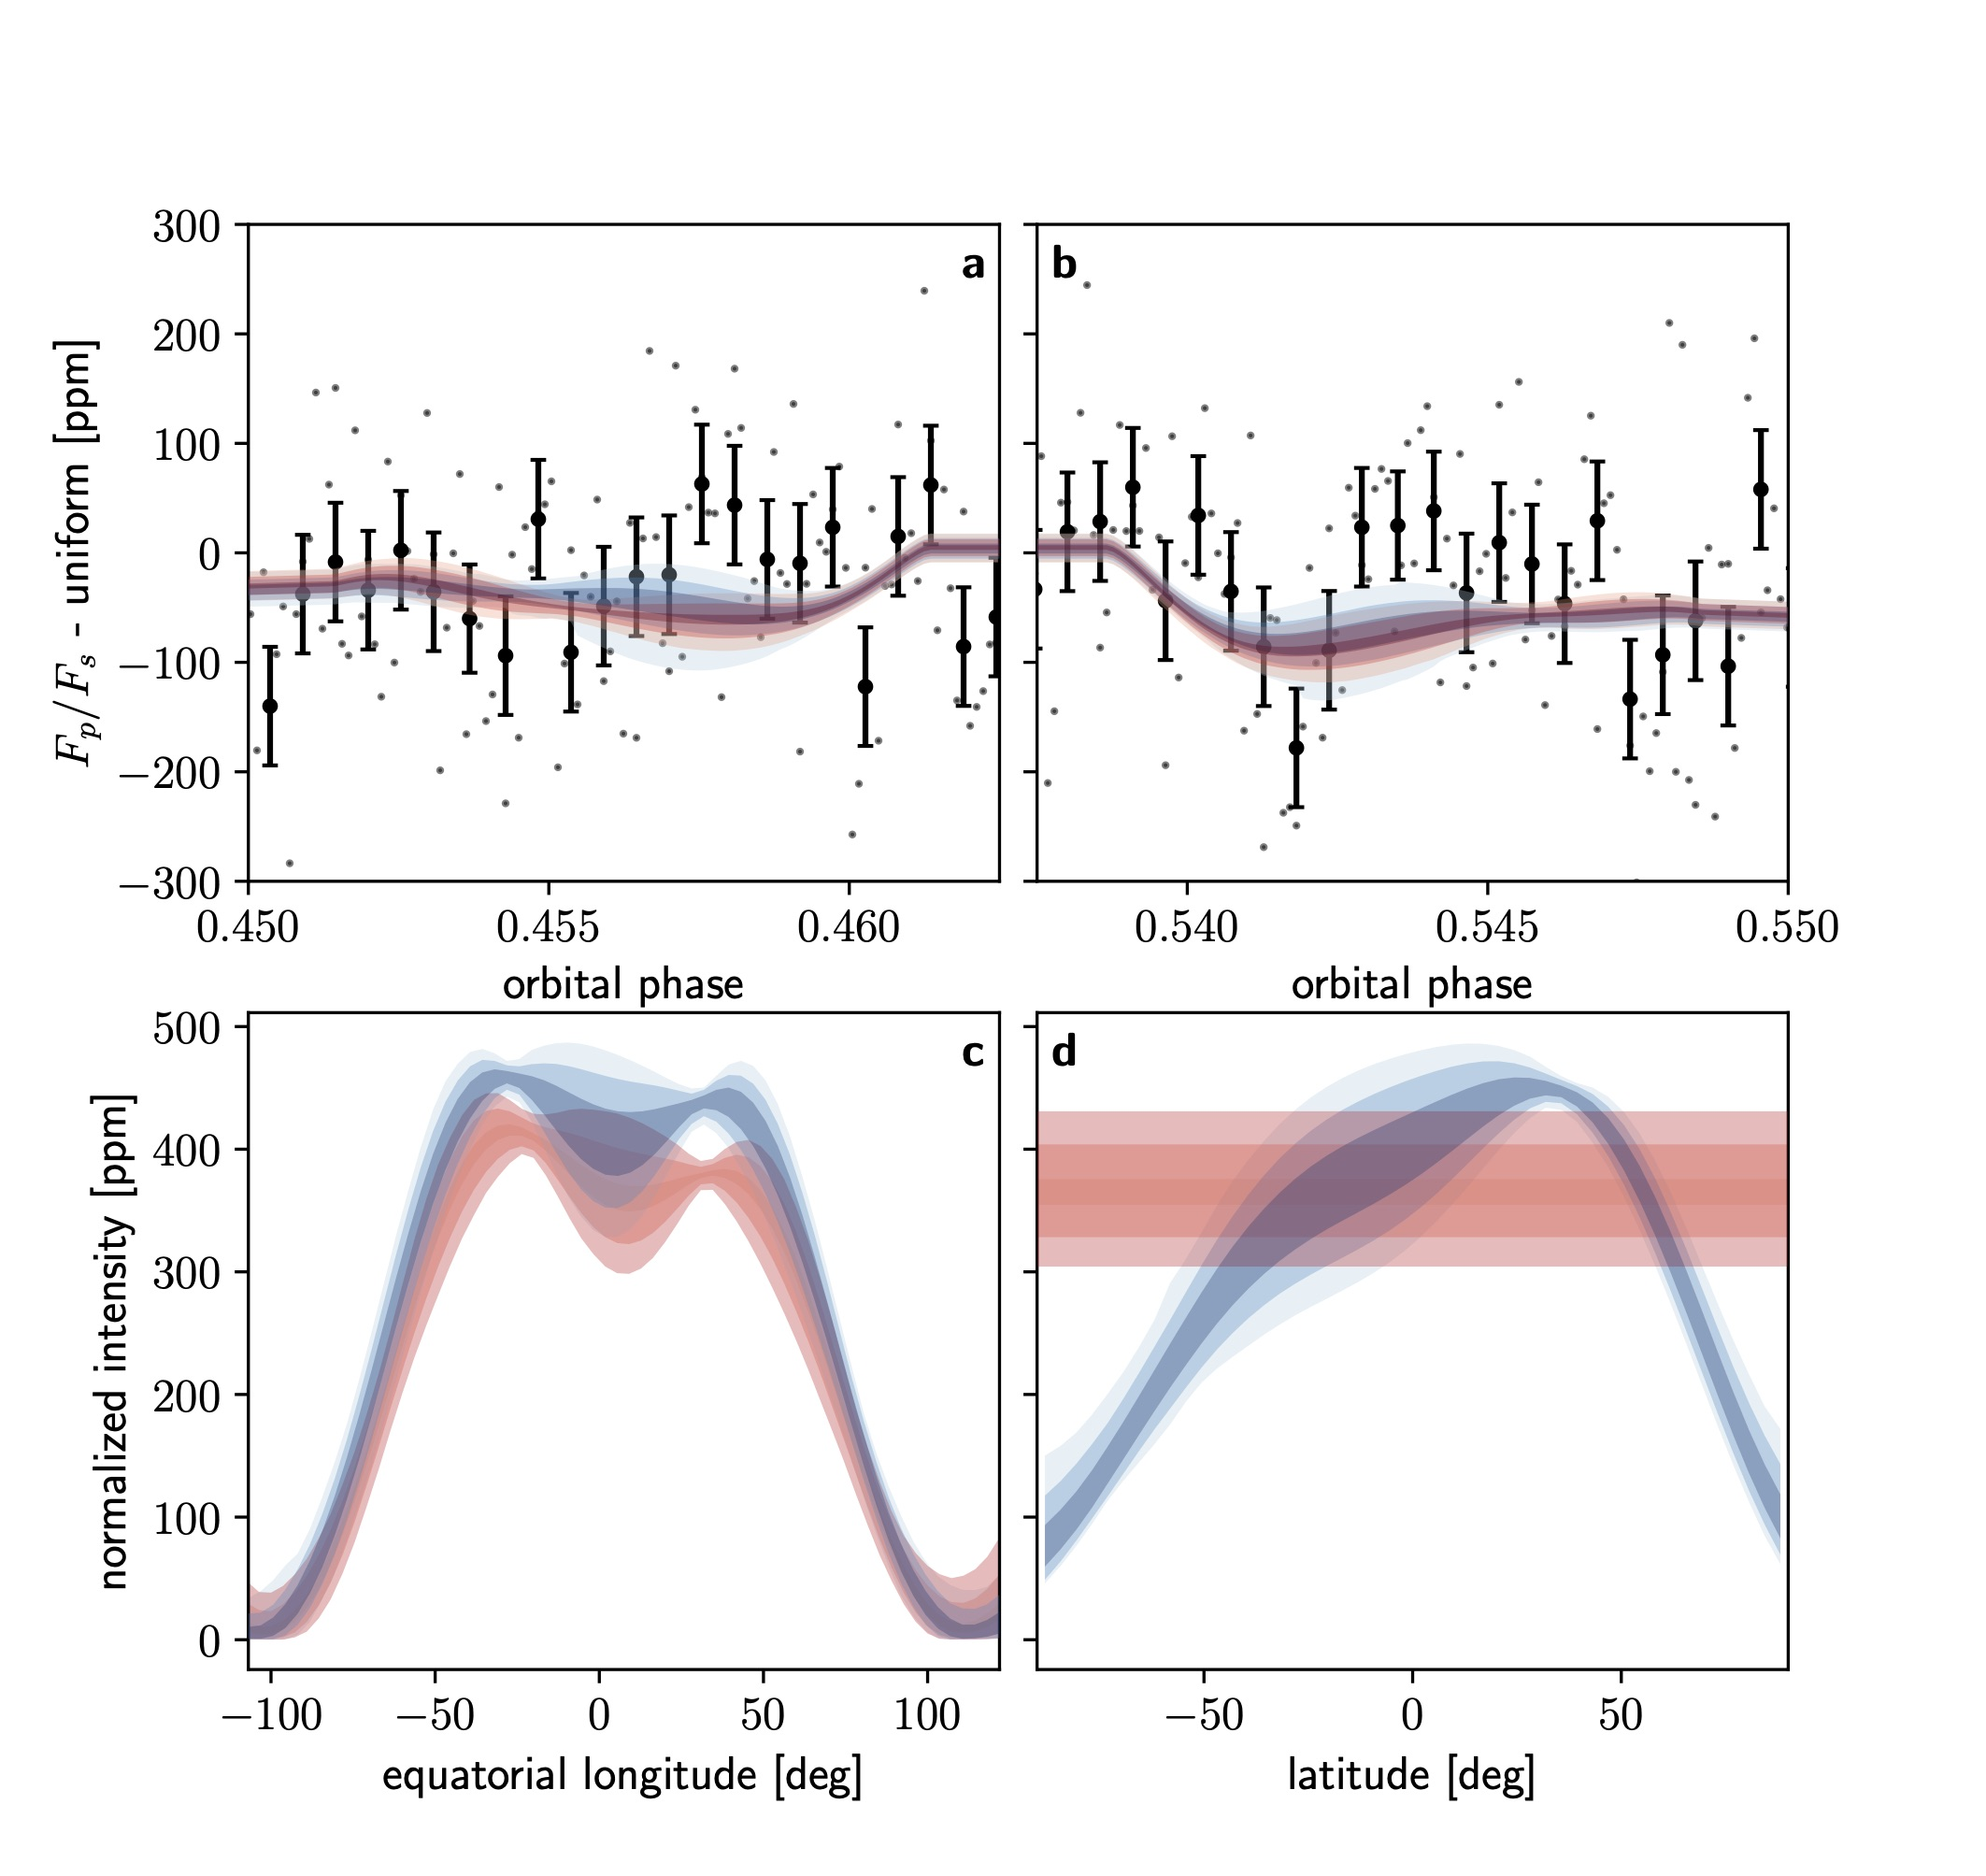 300
200
100
0
−100
−200
−300
F_p/F_s - uniform [ppm]
a
b
0.450
0.455
0.460
0.540
0.545
0.550
orbital phase
orbital phase
500
400
300
200
100
0
normalized intensity [ppm]
c
d
−100
−50
0
50
100
−50
0
50
equatorial longitude [deg]
latitude [deg]